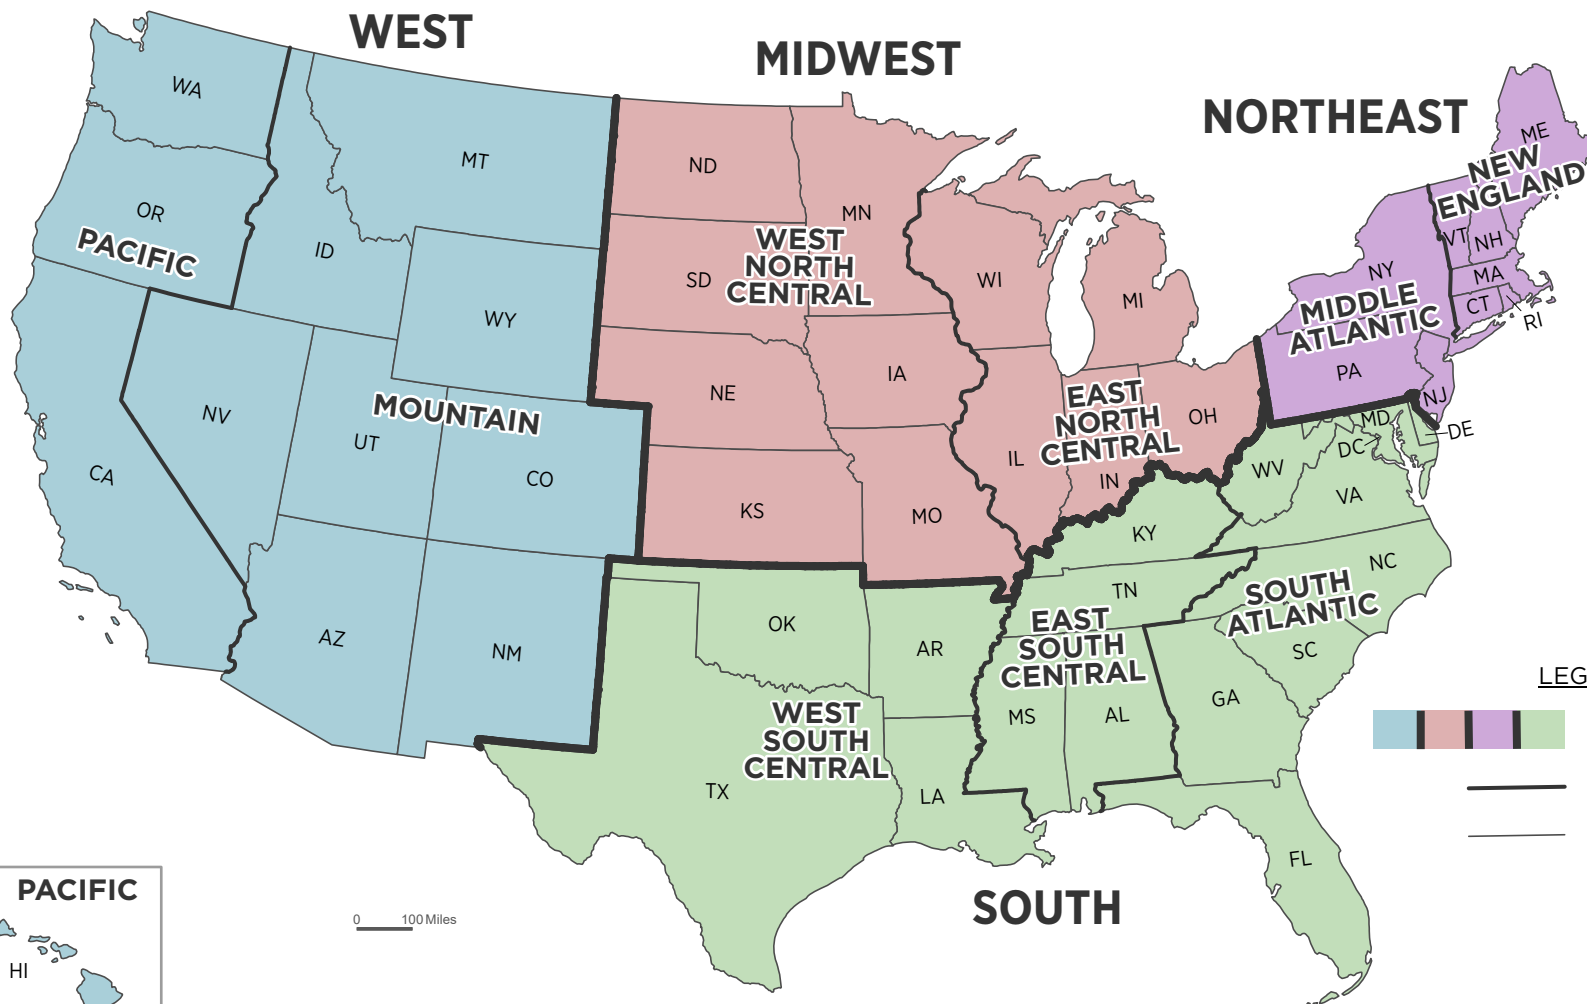 WEST
MIDWEST
NORTHEAST
WA
MT
ND
MN
ME
NEW
ENGLAND
OR
PACIFIC
ID
WY
SD
WEST
NORTH
CENTRAL
WI
MI
NY
VT
NH
MA
CT
RI
MIDDLE
ATLANTIC
PA
NJ
NV
UT
MOUNTAIN
CA
CO
NE
IA
KS
MO
IL
EAST
NORTH
CENTRAL
IN
OH
MD
DE
DC
WV
VA
KY
NC
TN
SOUTH
ATLANTIC
SC
AZ
NM
OK
AR
EAST
SOUTH
CENTRAL
MS
AL
GA
WEST
SOUTH
CENTRAL
TX
LA
FL
LEG
SOUTH
PACIFIC
HI
0 100 Miles